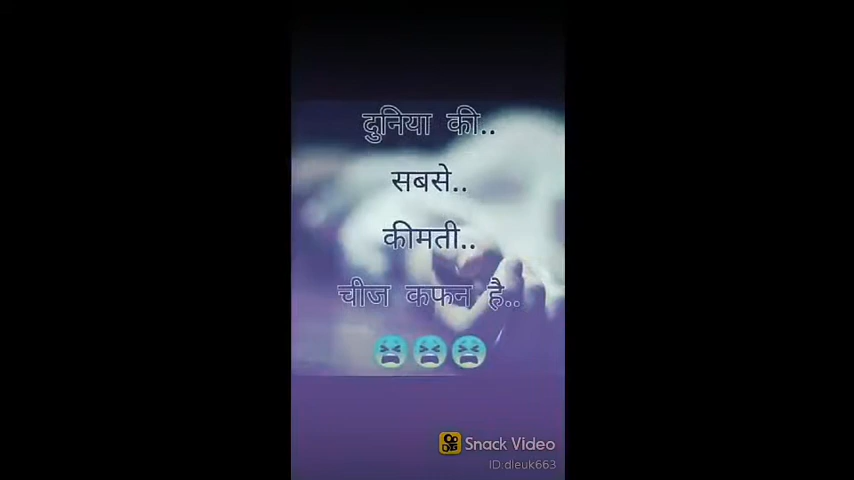 दुनिया की..
सबसे..
कीमती..
चीज कफन है..
😫😫😫
Snack Video
ID:dleuk663